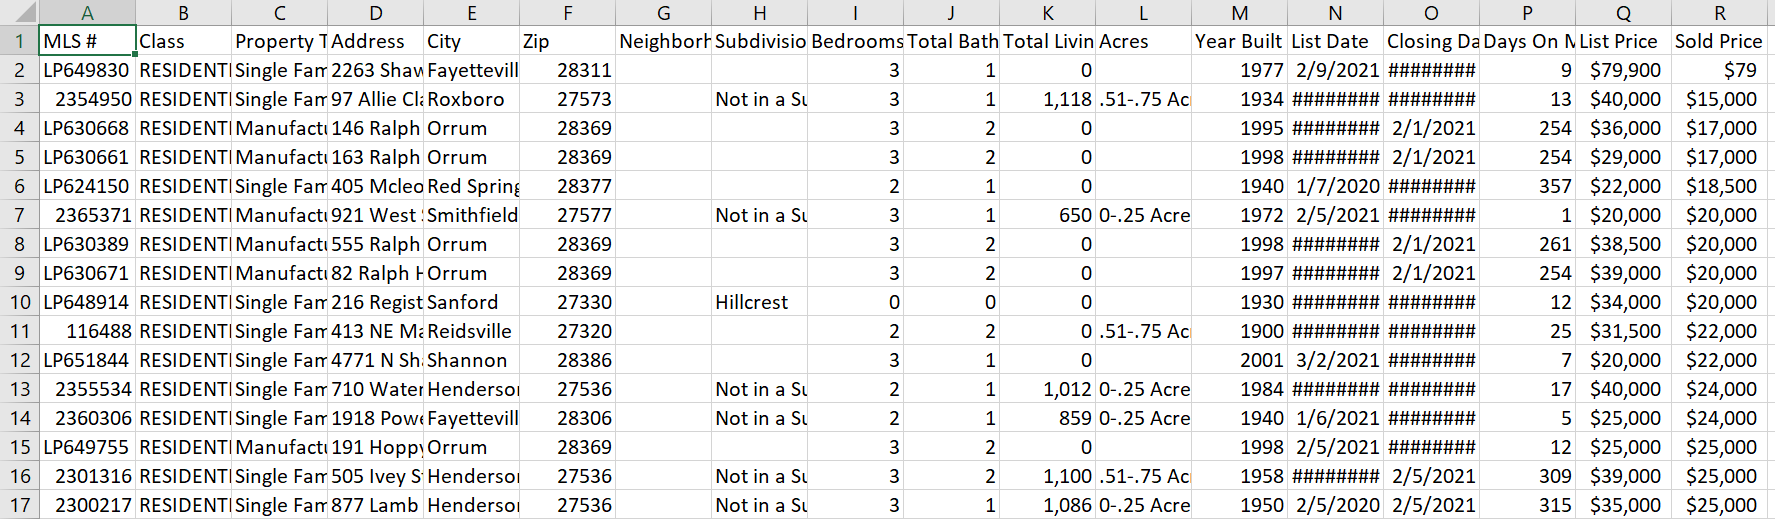 A B C D E F G H I J K L M N O P Q R
1 MLS # Class Property T Address City Zip Neighborh Subdivisio Bedrooms Total Bath Total Livin Acres Year Built List Date Closing Da Days On M List Price Sold Price
2 LP649830 RESIDENTI Single Fam 2263 Shaw Fayettevill 28311 3 1 0 1977 2/9/2021 ######## 9 $79,900 $79
3 2354950 RESIDENTI Single Fam 97 Allie Cla Roxboro 27573 Not in a Su 3 1 1,118 .51-.75 Ac 1934 ######## ######## 13 $40,000 $15,000
4 LP630668 RESIDENTI Manufactu 146 Ralph Orrum 28369 3 2 0 1995 ######## 2/1/2021 254 $36,000 $17,000
5 LP630661 RESIDENTI Manufactu 163 Ralph Orrum 28369 3 2 0 1998 ######## 2/1/2021 254 $29,000 $17,000
6 LP624150 RESIDENTI Single Fam 405 Mcleo Red Spring 28377 2 1 0 1940 1/7/2020 ######## 357 $22,000 $18,500
7 2365371 RESIDENTI Manufactu 921 West Smithfield 27577 Not in a Su 3 1 650 0-.25 Acre 1972 2/5/2021 ######## 1 $20,000 $20,000
8 LP630389 RESIDENTI Manufactu 555 Ralph Orrum 28369 3 2 0 1998 ######## 2/1/2021 261 $38,500 $20,000
9 LP630671 RESIDENTI Manufactu 82 Ralph H Orrum 28369 3 2 0 1997 ######## 2/1/2021 254 $39,000 $20,000
10 LP648914 RESIDENTI Single Fam 216 Regist Sanford 27330 Hillcrest 0 0 0 1930 ######## ######## 12 $34,000 $20,000
11 116488 RESIDENTI Single Fam 413 NE Ma Reidsville 27320 2 2 0 .51-.75 Ac 1900 ######## ######## 25 $31,500 $22,000
12 LP651844 RESIDENTI Single Fam 4771 N Sha Shannon 28386 3 1 0 2001 3/2/2021 ######## 7 $20,000 $22,000
13 2355534 RESIDENTI Single Fam 710 Water Henderson 27536 Not in a Su 2 1 1,012 0-.25 Acre 1984 ######## ######## 17 $40,000 $24,000
14 2360306 RESIDENTI Single Fam 1918 Powe Fayettevill 28306 Not in a Su 2 1 859 0-.25 Acre 1940 1/6/2021 ######## 5 $25,000 $24,000
15 LP649755 RESIDENTI Manufactu 191 Hoppy Orrum 28369 3 2 0 1998 2/5/2021 ######## 12 $25,000 $25,000
16 2301316 RESIDENTI Single Fam 505 Ivey S Henderson 27536 Not in a Su 3 2 1,100 .51-.75 Ac 1958 ######## 2/5/2021 309 $39,000 $25,000
17 2300217 RESIDENTI Single Fam 877 Lamb Henderson 27536 Not in a Su 3 1 1,086 0-.25 Acre 1950 2/5/2020 2/5/2021 315 $35,000 $25,000